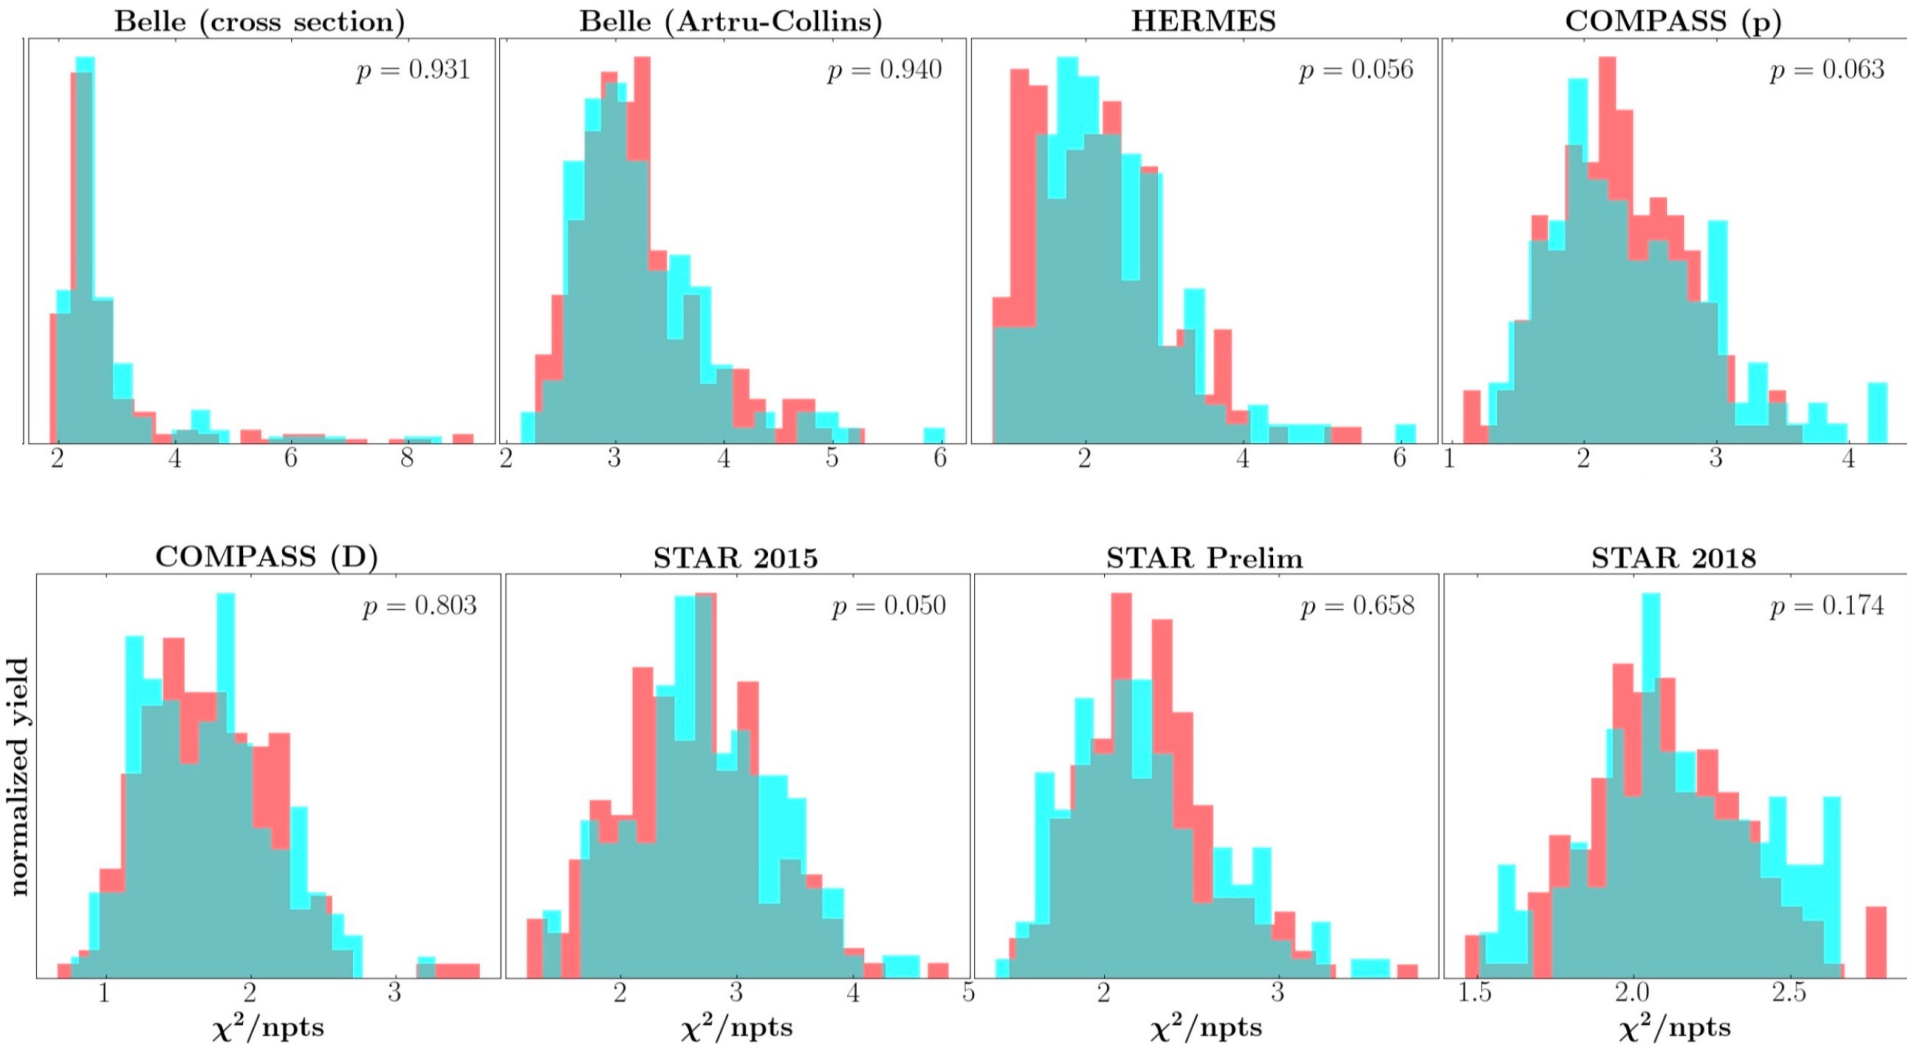 Belle (cross section) Belle (Artru-Collins) HERMES COMPASS (p)
p = 0.931 p = 0.940 p = 0.056 p = 0.063
2 4 6 8 2 3 4 5 6 2 4 6 1 2 3 4
COMPASS (D) STAR 2015 STAR Prelim STAR 2018
p = 0.803 p = 0.050 p = 0.658 p = 0.174
normalized yield
1 2 3 2 3 4 5 2 3 1.5 2.0 2.5
χ²/npts χ²/npts χ²/npts χ²/npts